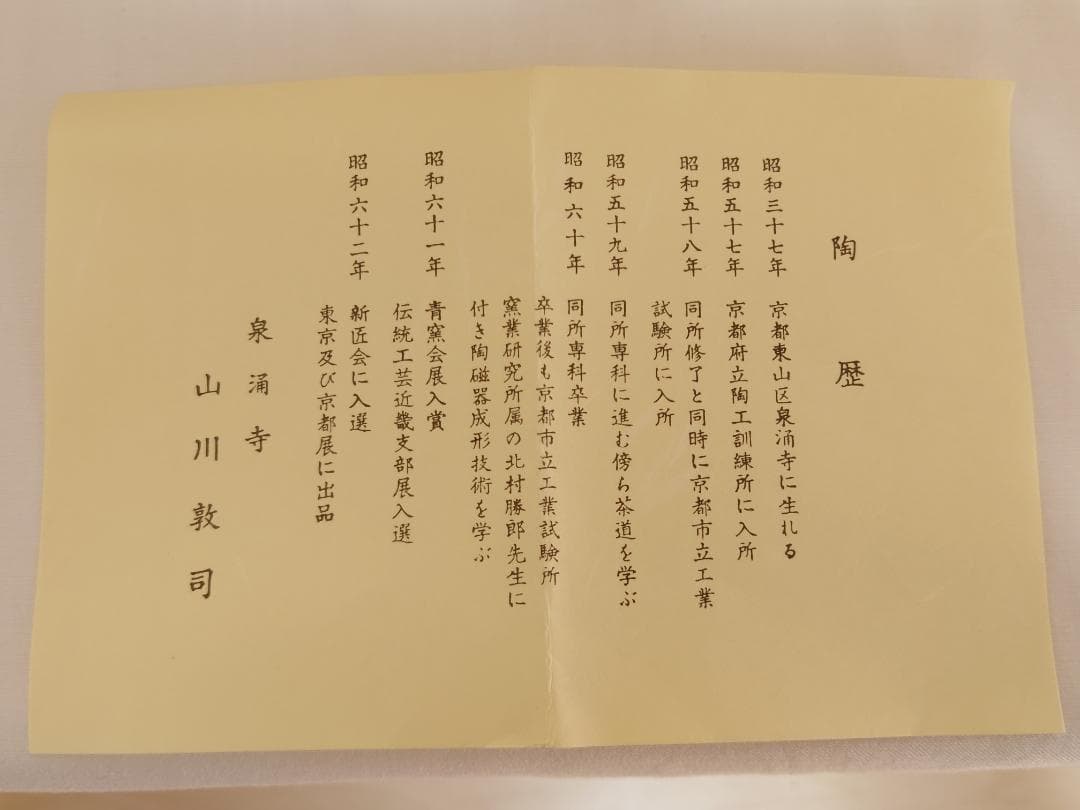 陶歴
昭和三十七年 京都東山区泉涌寺に生れる
昭和五十七年 京都府立陶工訓練所に入所
昭和五十八年 同所修了と同時に京都市立工業
試験所に入所
昭和五十九年 同所専科に進む傍ら茶道を学ぶ
昭和六十年 同所専科卒業
卒業後も京都市立工業試験所
窯業研究所属の北村勝郎先生に
付き陶磁器成形技術を学ぶ
昭和六十一年 青窯会展入賞
伝統工芸近畿支部展入選
昭和六十二年 新匠会に入選
東京及び京都展に出品
泉涌寺
山川敦司